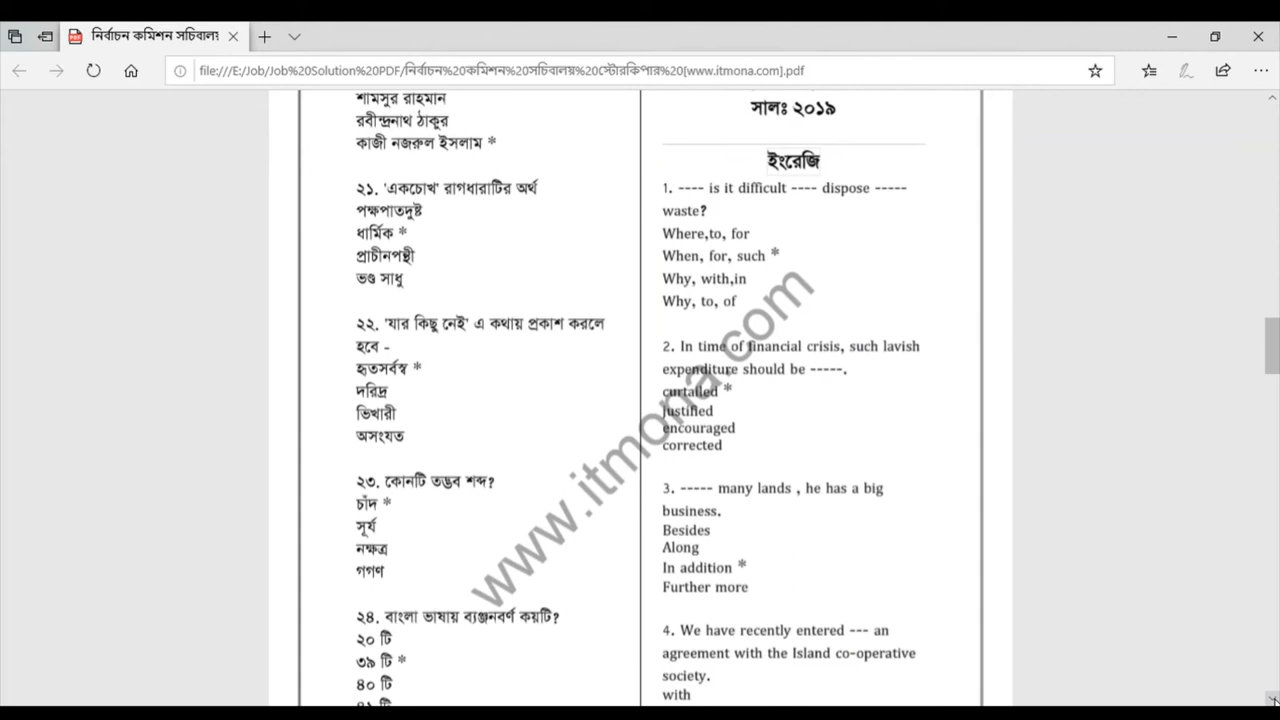 নির্বাচন কমিশন সচিবালয়
file:///E:/Job/Job%20Solution%20PDF/নির্বাচন%20কমিশন%20সচিবালয়%20স্টোরকিপার%20[www.itmona.com].pdf
শামসুর রাহমান
রবীন্দ্রনাথ ঠাকুর
কাজী নজরুল ইসলাম *
২১. 'একচোখ' রাগধারাটির অর্থ
পক্ষপাতদুষ্ট
ধার্মিক *
প্রাচীনপন্থী
ভণ্ড সাধু
২২. 'যার কিছু নেই' এ কথায় প্রকাশ করলে
হবে -
হৃতসর্বস্ব *
দরিদ্র
ভিখারী
অসংযত
২৩. কোনটি তদ্ভব শব্দ?
চাঁদ *
সূর্য
নক্ষত্র
গগণ
২৪. বাংলা ভাষায় ব্যঞ্জনবর্ণ কয়টি?
২০ টি
৩৯ টি *
৪০ টি
সালঃ ২০১৯
ইংরেজি
1. ---- is it difficult ---- dispose -----
waste?
Where,to, for
When, for, such *
Why, with,in
Why, to, of
2. In time of financial crisis, such lavish
expenditure should be -----.
curtailed *
justified
encouraged
corrected
3. ----- many lands , he has a big
business.
Besides
Along
In addition *
Further more
4. We have recently entered --- an
agreement with the Island co-operative
society.
with
www.itmona.com